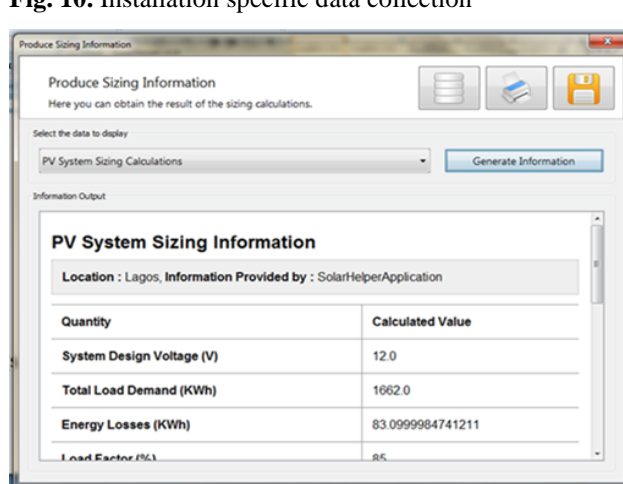 Fig. 10. Installation specific data collection
Produce Sizing Information
Produce Sizing Information
Here you can obtain the result of the sizing calculations.
Select the data to display
PV System Sizing Calculations
Generate Information
Information Output
PV System Sizing Information
Location : Lagos, Information Provided by : SolarHelperApplication
Quantity Calculated Value
System Design Voltage (V) 12.0
Total Load Demand (KWh) 1662.0
Energy Losses (KWh) 83.0999984741211
Load Factor (%) 85